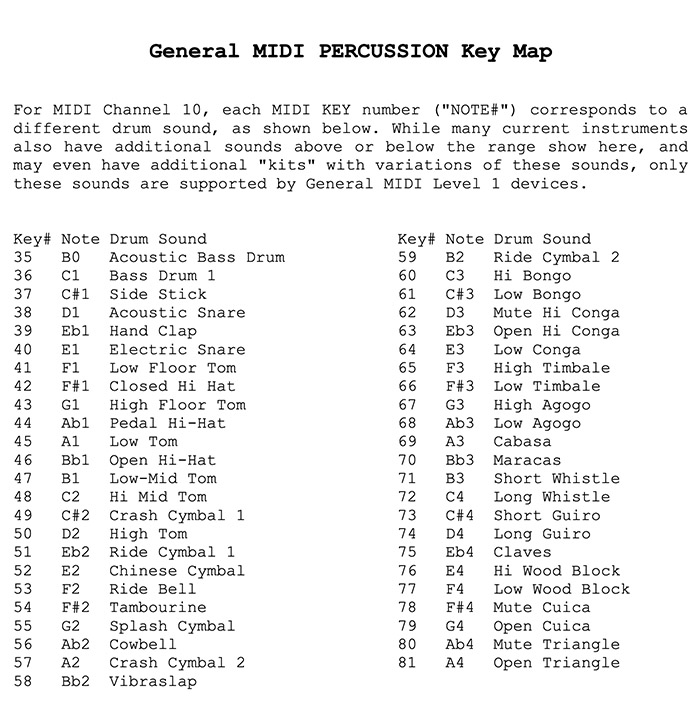 General MIDI PERCUSSION Key Map
For MIDI Channel 10, each MIDI KEY number ("NOTE#") corresponds to a
different drum sound, as shown below. While many current instruments
also have additional sounds above or below the range show here, and
may even have additional "kits" with variations of these sounds, only
these sounds are supported by General MIDI Level 1 devices.
Key# Note Drum Sound
35 B0 Acoustic Bass Drum
36 C1 Bass Drum 1
37 C#1 Side Stick
38 D1 Acoustic Snare
39 Eb1 Hand Clap
40 E1 Electric Snare
41 F1 Low Floor Tom
42 F#1 Closed Hi Hat
43 G1 High Floor Tom
44 Ab1 Pedal Hi-Hat
45 A1 Low Tom
46 Bb1 Open Hi-Hat
47 B1 Low-Mid Tom
48 C2 Hi Mid Tom
49 C#2 Crash Cymbal 1
50 D2 High Tom
51 Eb2 Ride Cymbal 1
52 E2 Chinese Cymbal
53 F2 Ride Bell
54 F#2 Tambourine
55 G2 Splash Cymbal
56 Ab2 Cowbell
57 A2 Crash Cymbal 2
58 Bb2 Vibraslap
Key# Note Drum Sound
59 B2 Ride Cymbal 2
60 C3 Hi Bongo
61 C#3 Low Bongo
62 D3 Mute Hi Conga
63 Eb3 Open Hi Conga
64 E3 Low Conga
65 F3 High Timbale
66 F#3 Low Timbale
67 G3 High Agogo
68 Ab3 Low Agogo
69 A3 Cabasa
70 Bb3 Maracas
71 B3 Short Whistle
72 C4 Long Whistle
73 C#4 Short Guiro
74 D4 Long Guiro
75 Eb4 Claves
76 E4 Hi Wood Block
77 F4 Low Wood Block
78 F#4 Mute Cuica
79 G4 Open Cuica
80 Ab4 Mute Triangle
81 A4 Open Triangle